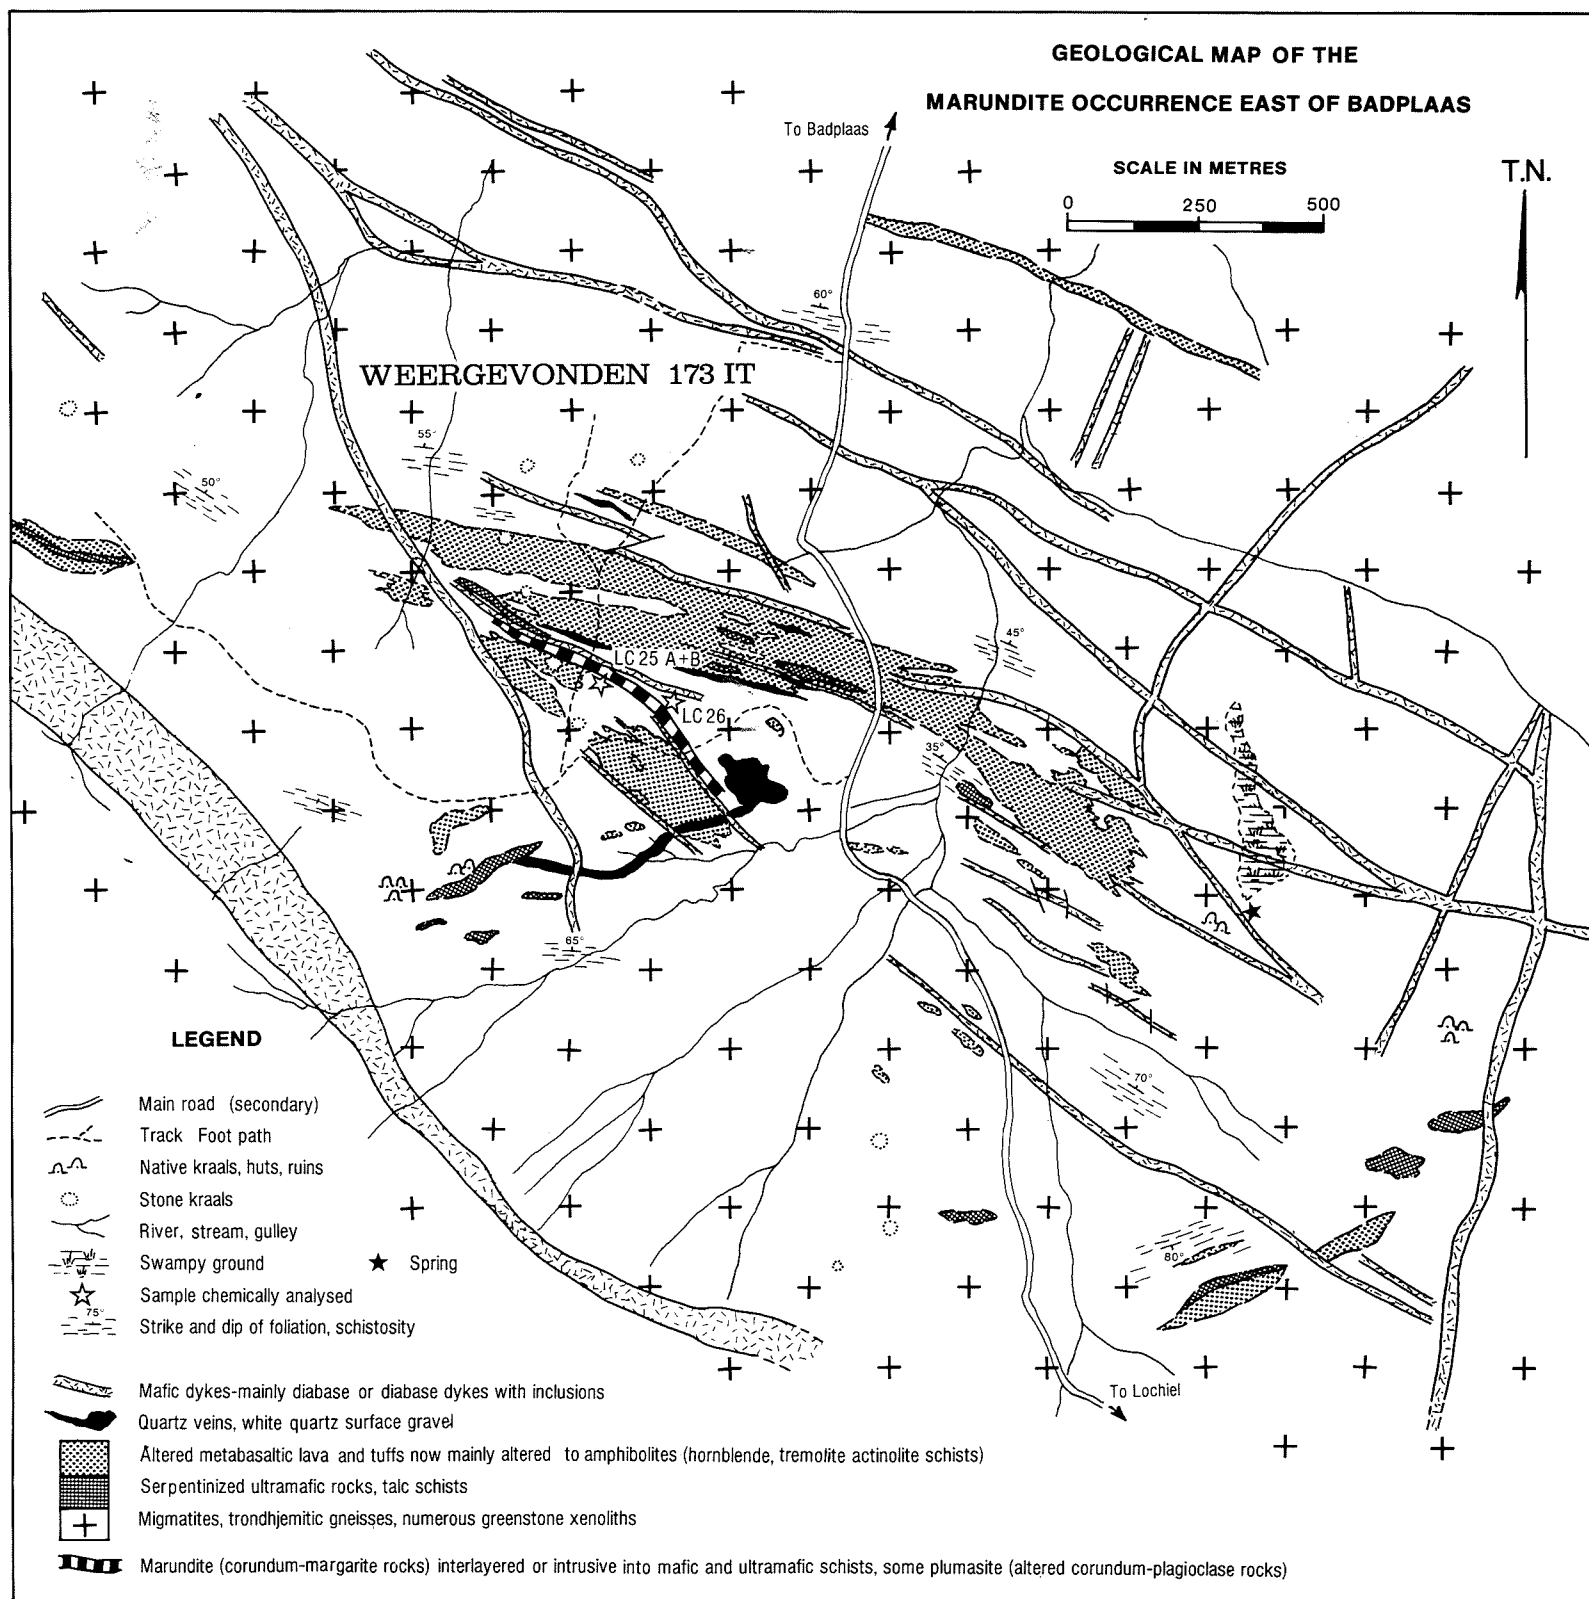 GEOLOGICAL MAP OF THE
MARUNDITE OCCURRENCE EAST OF BADPLAAS
To Badplaas
SCALE IN METRES
0 250 500
T.N.
60°
WEERGEVONDEN 173 IT
55°
50°
45°
LC 25 A+B
LC 26
35°
65°
70°
80°
To Lochiel
LEGEND
Main road (secondary)
Track Foot path
Native kraals, huts, ruins
Stone kraals
River, stream, gulley
Swampy ground
Spring
Sample chemically analysed
75°
Strike and dip of foliation, schistosity
Mafic dykes-mainly diabase or diabase dykes with inclusions
Quartz veins, white quartz surface gravel
Altered metabasaltic lava and tuffs now mainly altered to amphibolites (hornblende, tremolite actinolite schists)
Serpentinized ultramafic rocks, talc schists
Migmatites, trondhjemitic gneisses, numerous greenstone xenoliths
Marundite (corundum-margarite rocks) interlayered or intrusive into mafic and ultramafic schists, some plumasite (altered corundum-plagioclase rocks)